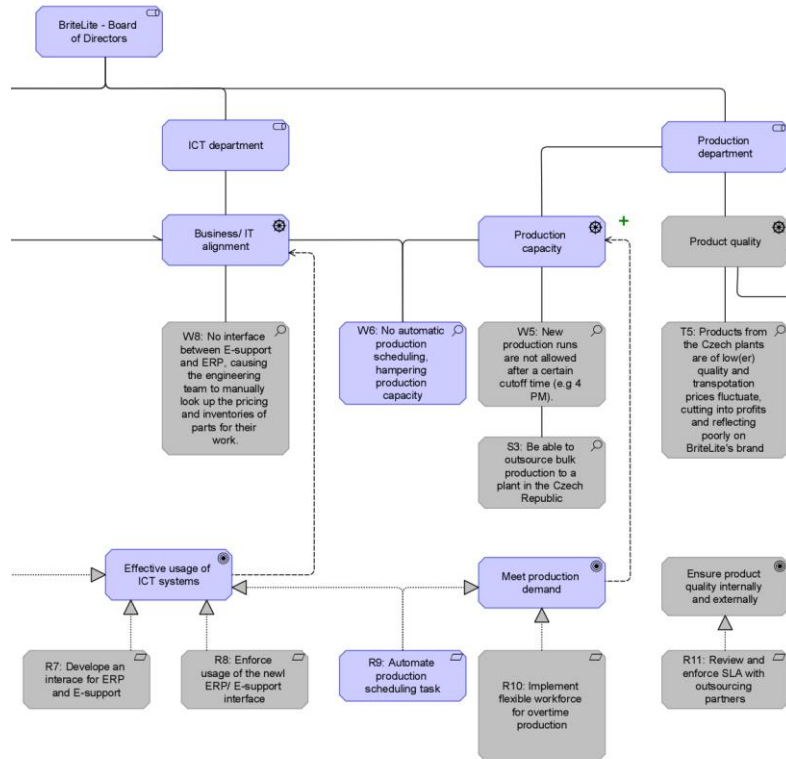 BriteLite - Board
of Directors
ICT department
Production
department
Business/ IT
alignment
Production
capacity
+
Product quality
W8: No interface
between E-support
and ERP, causing
the engineering
team to manually
look up the pricing
and inventories of
parts for their
work.
W6: No automatic
production
scheduling,
hampering
production
capacity
W5: New
production runs
are not allowed
after a certain
cutoff time (e.g 4
PM).
T5: Products from
the Czech plants
are of low(er)
quality and
transpotation
prices fluctuate,
cutting into profits
and reflecting
poorly on
BriteLite's brand
S3: Be able to
outsource bulk
production to a
plant in the Czech
Republic
Effective usage of
ICT systems
Meet production
demand
Ensure product
quality internally
and externally
R7: Develope an
interace for ERP
and E-support
R8: Enforce
usage of the newl
ERP/ E-support
interface
R9: Automate
production
scheduling task
R10: Implement
flexible workforce
for overtime
production
R11: Review and
enforce SLA with
outsourcing
partners